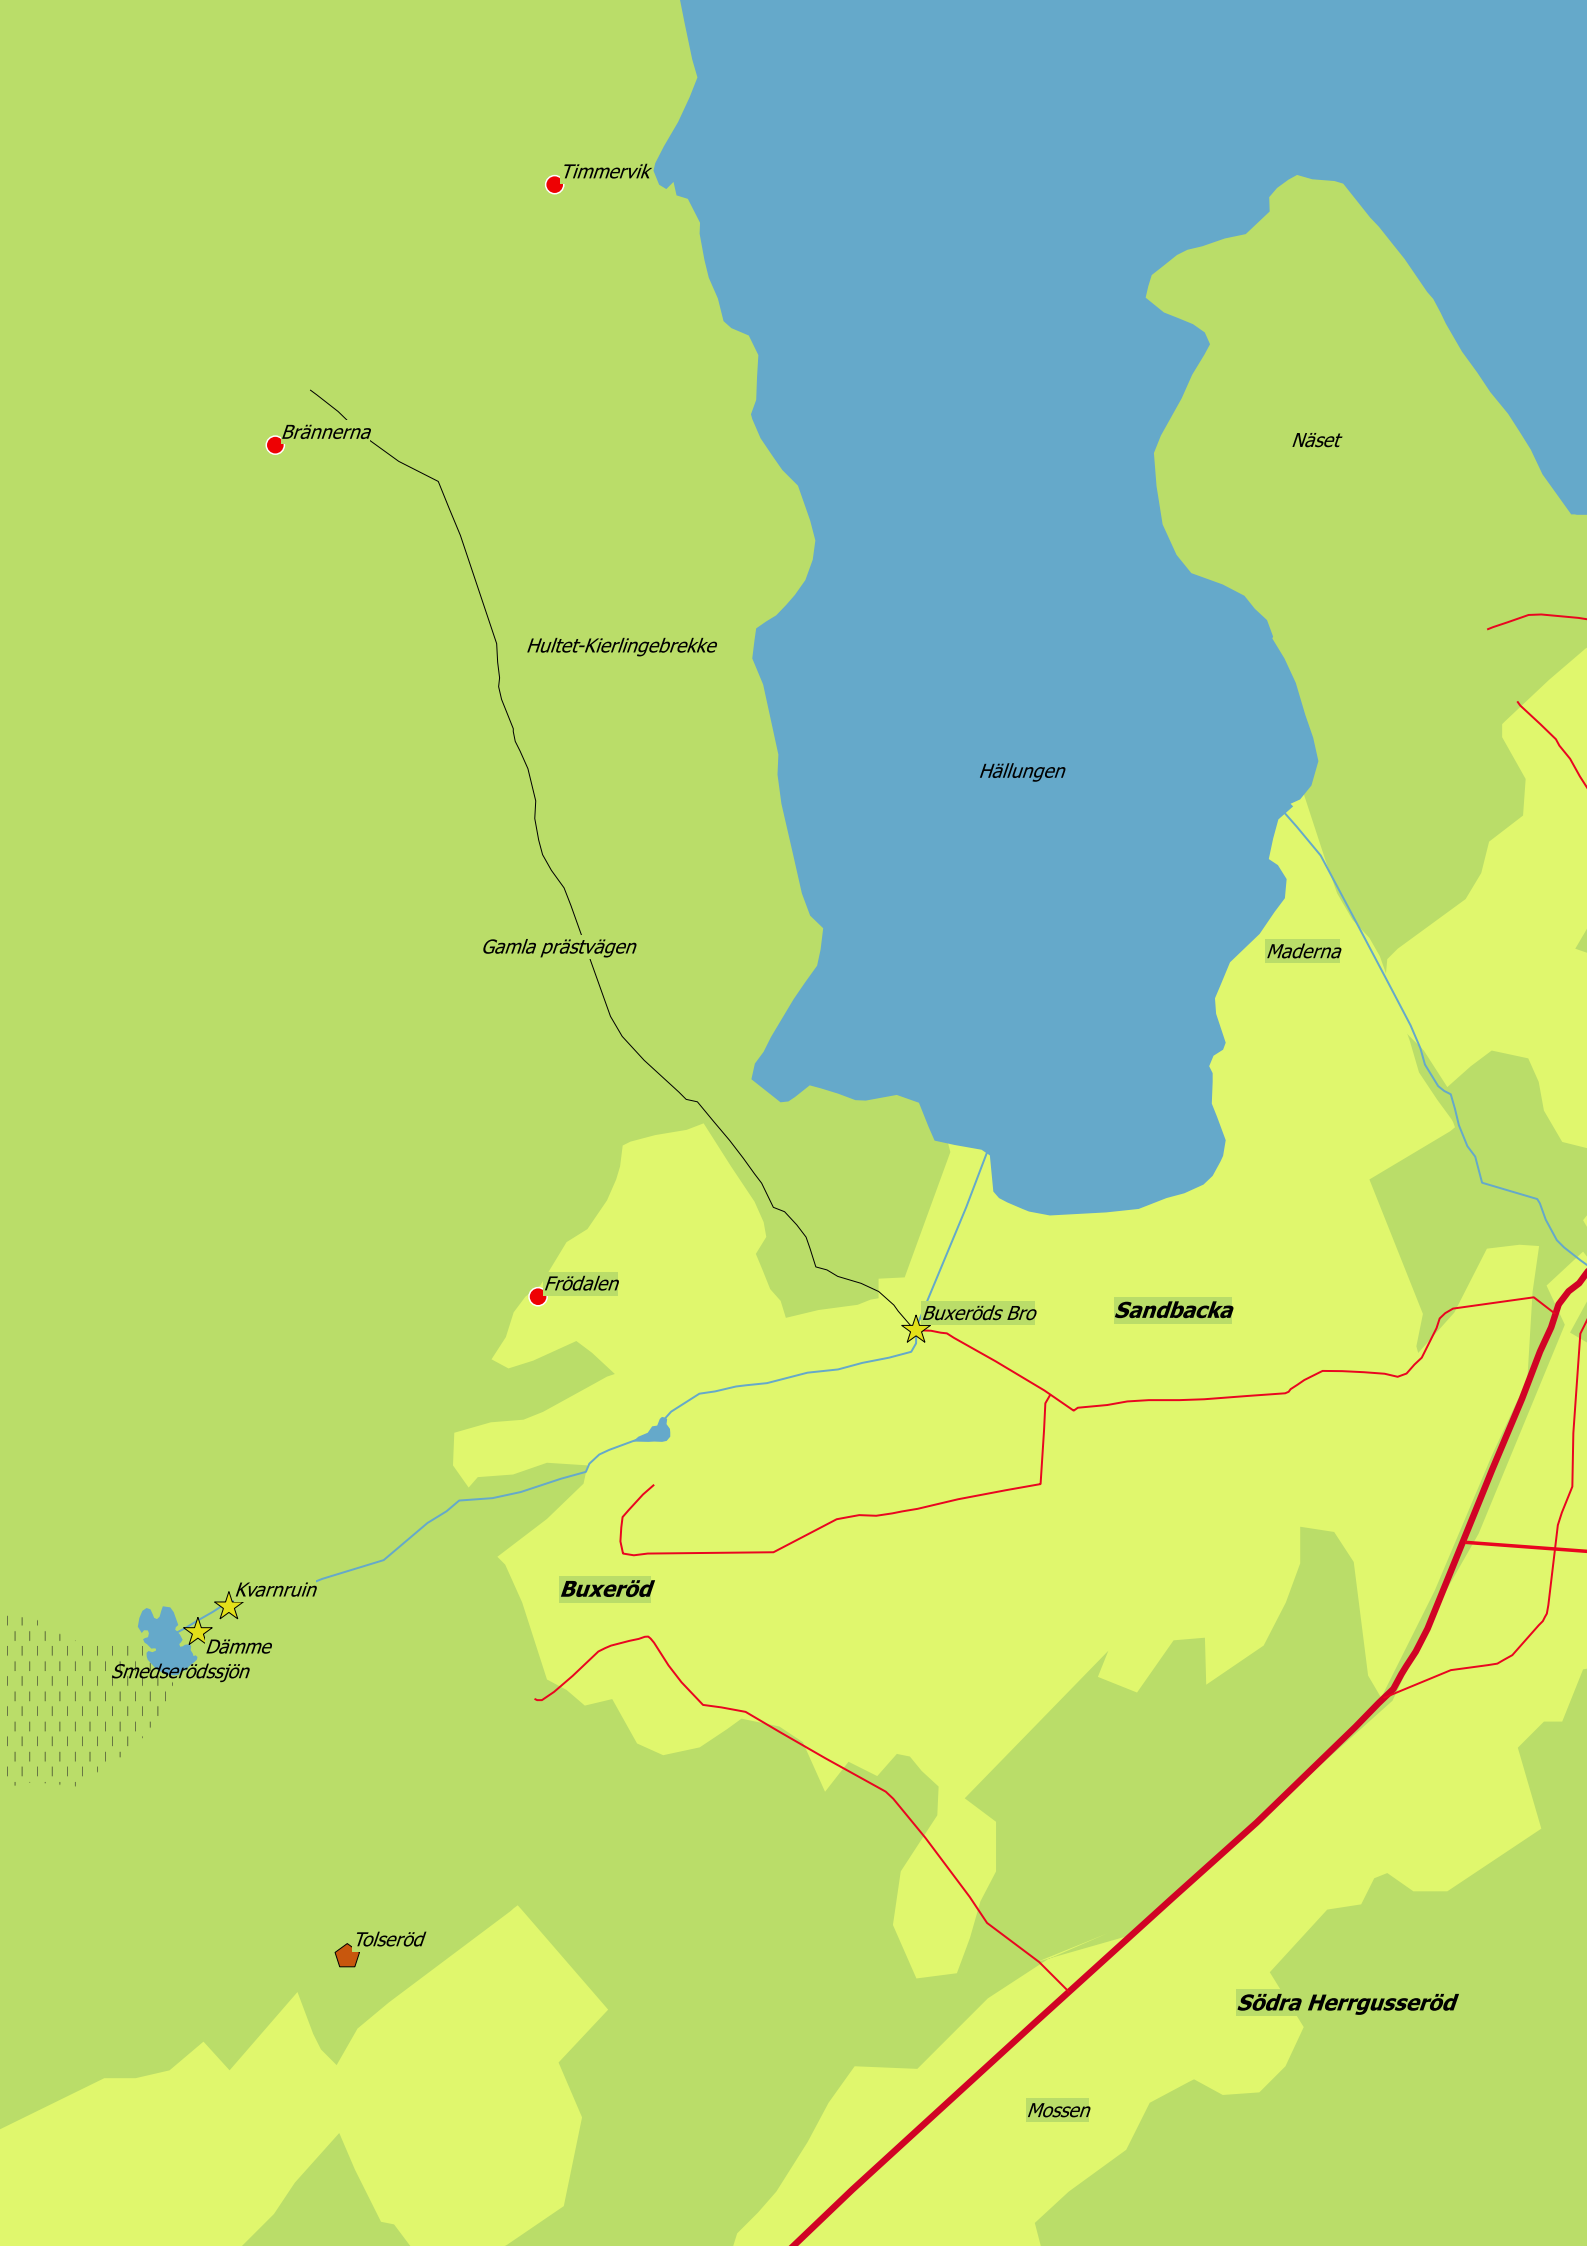 Timmervik
Brännerna
Näset
Hultet-Kierlingebrekke
Hällungen
Gamla prästvägen
Maderna
Frödalen
Buxeröds Bro
Sandbacka
Kvarnruin
Buxeröd
Dämme
Smedserödssjön
Tolseröd
Södra Herrgusseröd
Mossen